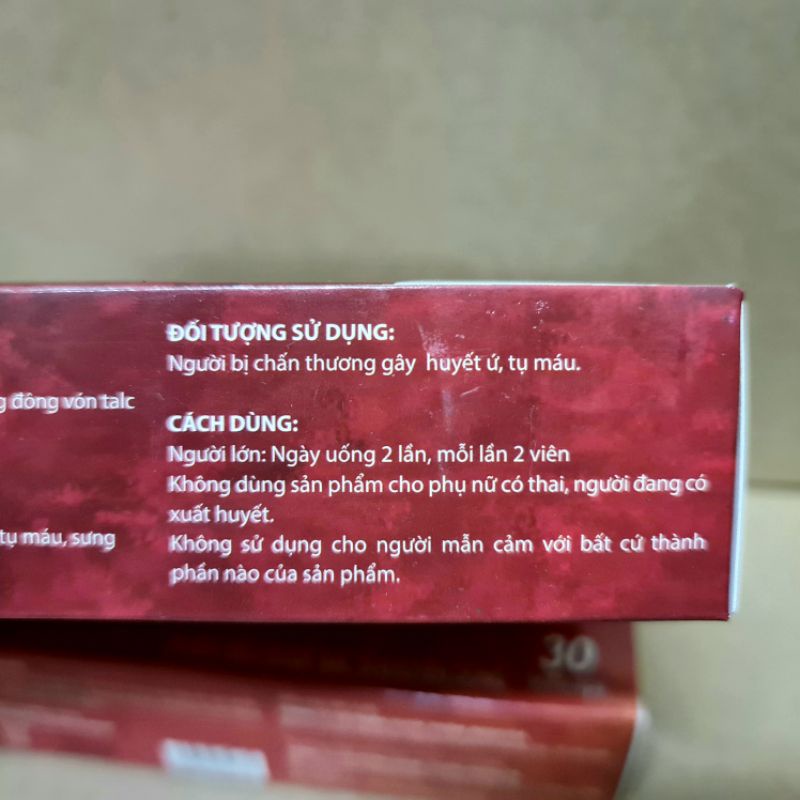 ĐỐI TƯỢNG SỬ DỤNG:
Người bị chấn thương gây huyết ứ, tụ máu.
đông vón talc
CÁCH DÙNG:
Người lớn: Ngày uống 2 lần, mỗi lần 2 viên
Không dùng sản phẩm cho phụ nữ có thai, người đang có
xuất huyết.
tụ máu, sưng
Không sử dụng cho người mẫn cảm với bất cứ thành
phần nào của sản phẩm.
30